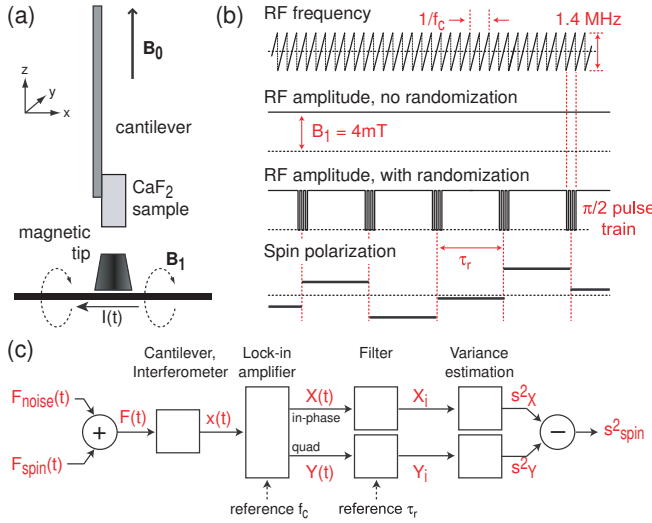 (a)
B0
z
y
x
cantilever
CaF2
sample
magnetic
tip
B1
I(t)
(b)
RF frequency
1/fc
1.4 MHz
RF amplitude, no randomization
B1 = 4mT
RF amplitude, with randomization
π/2 pulse
train
Spin polarization
τr
(c)
Cantilever,
Interferometer
Lock-in
amplifier
Filter
Variance
estimation
Fnoise(t)
F(t)
x(t)
X(t)
in-phase
Xi
s²X
+
−
s²spin
Fspin(t)
quad
Y(t)
Yi
s²Y
reference fc
reference τr